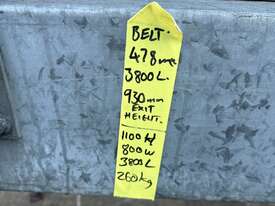 BELT.
478mm.
3800L.
930mm
EXIT
HEIGHT.
1100H
800W
3800L
260kg